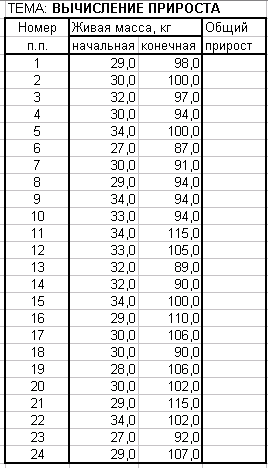 ТЕМА: ВЫЧИСЛЕНИЕ ПРИРОСТА
Номер Живая масса, кг Общий
п.п. начальная конечная прирост
1 29,0 98,0
2 30,0 100,0
3 32,0 97,0
4 30,0 94,0
5 34,0 100,0
6 27,0 87,0
7 30,0 91,0
8 29,0 94,0
9 34,0 94,0
10 33,0 94,0
11 34,0 115,0
12 33,0 105,0
13 32,0 89,0
14 32,0 90,0
15 34,0 100,0
16 29,0 110,0
17 30,0 106,0
18 30,0 90,0
19 28,0 106,0
20 30,0 102,0
21 29,0 115,0
22 34,0 102,0
23 27,0 92,0
24 29,0 107,0